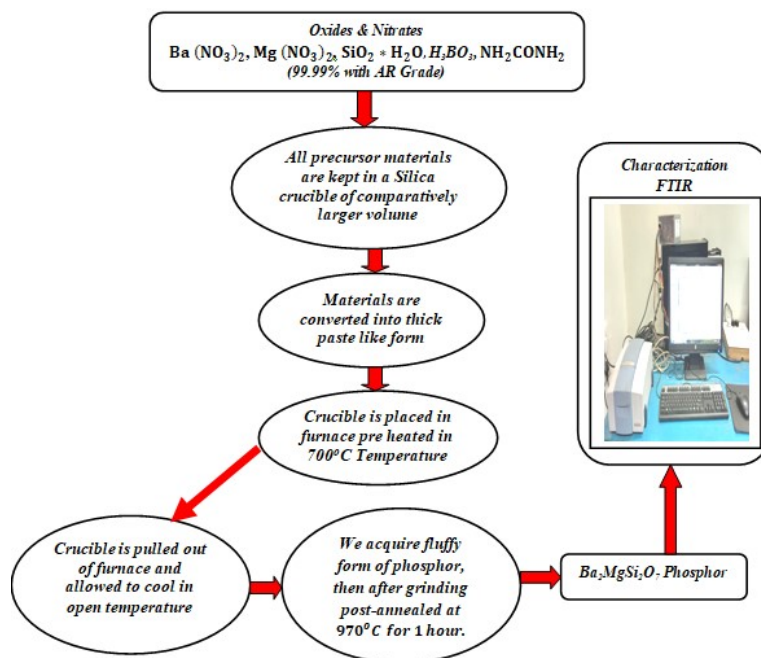 Oxides & Nitrates
Ba (NO₃)₂, Mg (NO₃)₂, SiO₂ * H₂O, H₃BO₃, NH₂CONH₂
(99.99% with AR Grade)
All precursor materials
are kept in a Silica
crucible of comparatively
larger volume
Materials are
converted into thick
paste like form
Crucible is placed in
furnace pre heated in
700⁰C Temperature
Crucible is pulled out
of furnace and
allowed to cool in
open temperature
We acquire fluffy
form of phosphor,
then after grinding
post-annealed at
970⁰C for 1 hour.
Ba₂MgSi₂O₇ Phosphor
Characterization
FTIR